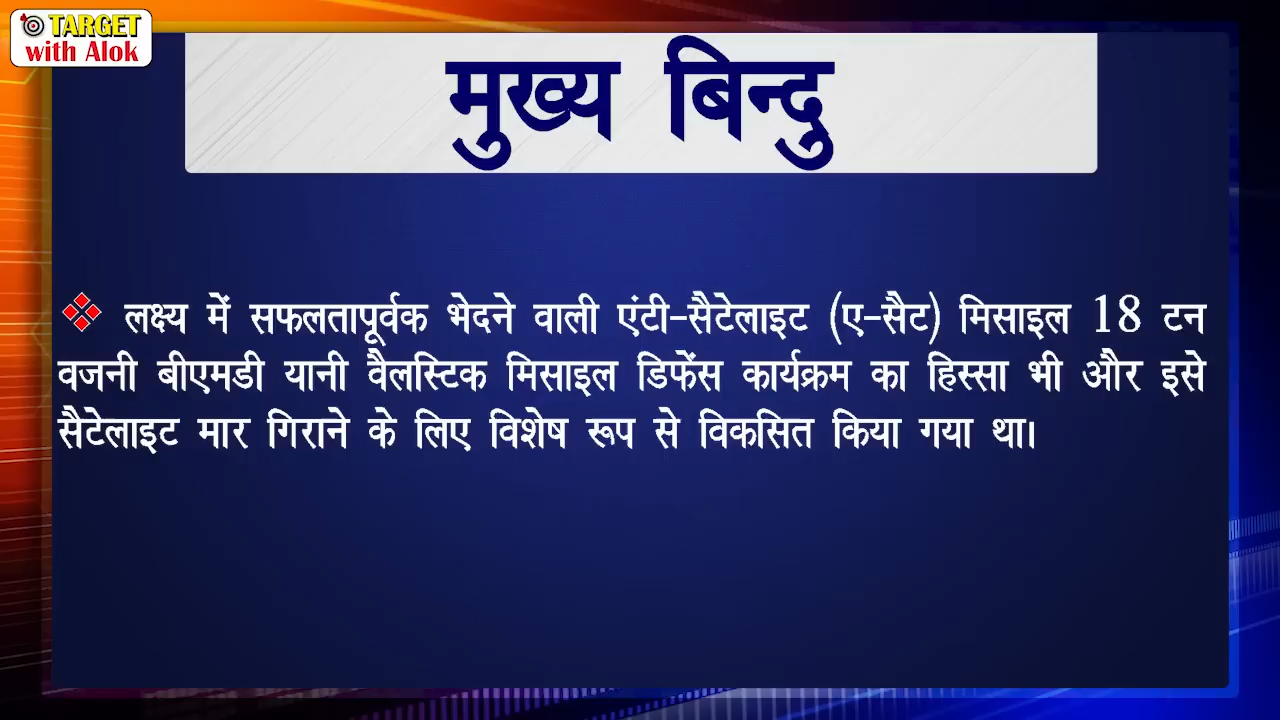 TARGET
with Alok
मुख्य बिन्दु
लक्ष्य में सफलतापूर्वक भेदने वाली एंटी-सैटेलाइट (ए-सैट) मिसाइल 18 टन
वजनी बीएमडी यानी वैलस्टिक मिसाइल डिफेंस कार्यक्रम का हिस्सा भी और इसे
सैटेलाइट मार गिराने के लिए विशेष रूप से विकसित किया गया था।